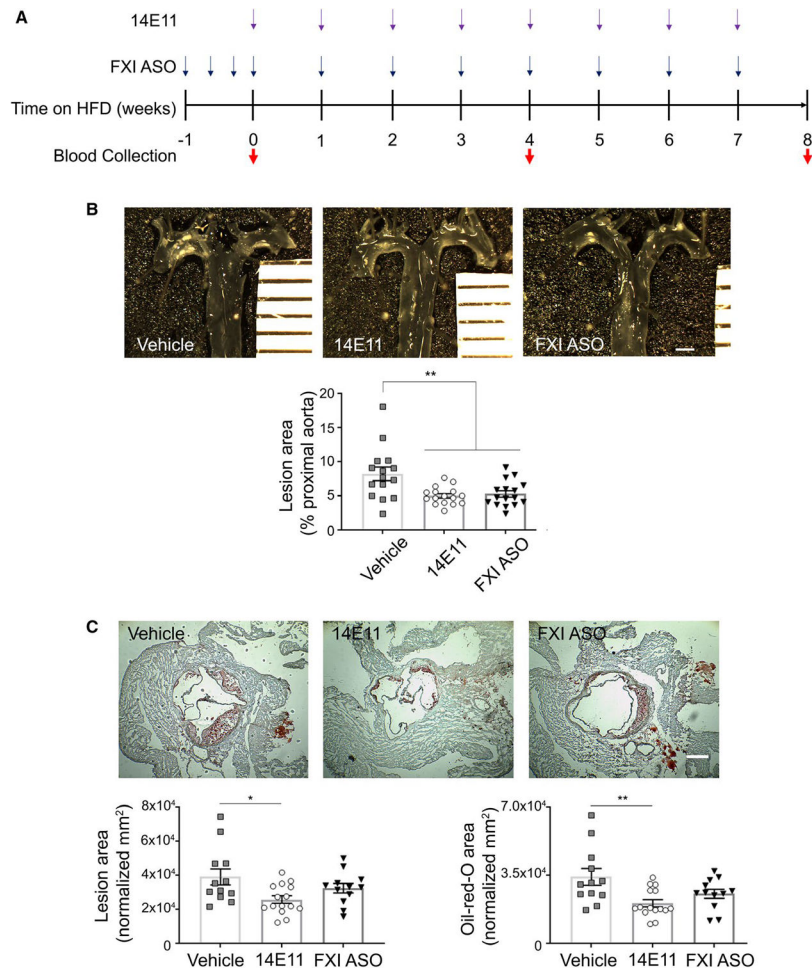 A
14E11
FXI ASO
Time on HFD (weeks)
-1 0 1 2 3 4 5 6 7 8
Blood Collection
B
Vehicle 14E11 FXI ASO
**
Lesion area
(% proximal aorta)
20
15
10
5
0
Vehicle 14E11 FXI ASO
C
Vehicle 14E11 FXI ASO
Lesion area
(normalized mm²)
8x10⁴
6x10⁴
4x10⁴
2x10⁴
0
*
Vehicle 14E11 FXI ASO
Oil-red-O area
(normalized mm²)
7.0x10⁴
3.5x10⁴
0
**
Vehicle 14E11 FXI ASO